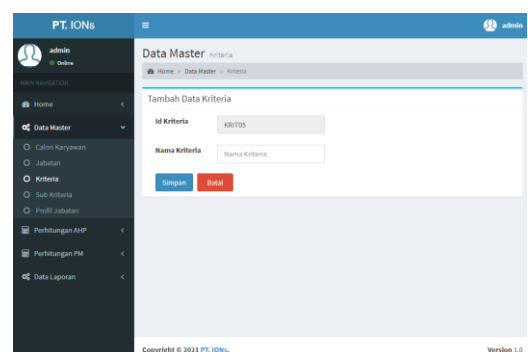 PT. IONs
admin
admin
Online
MAIN NAVIGATION
Home
Data Master
Calon Karyawan
Jabatan
Kriteria
Sub Kriteria
Profil Jabatan
Perhitungan AHP
Perhitungan PM
Data Laporan
Data Master Kriteria
Home > Data Master > Kriteria
Tambah Data Kriteria
Id Kriteria KRIT05
Nama Kriteria Nama Kriteria
Simpan Batal
Copyright © 2021 PT. IONs. Version 1.0